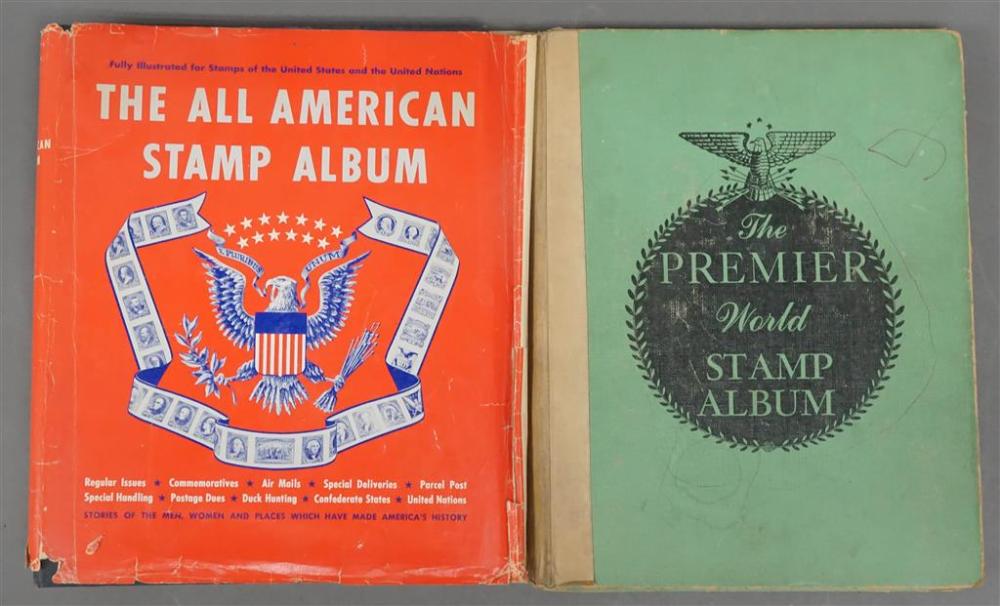 Fully Illustrated for Stamps of the United States and the United Nations
THE ALL AMERICAN
STAMP ALBUM
E PLURIBUS UNUM
Regular Issues ★ Commemoratives ★ Air Mails ★ Special Deliveries ★ Parcel Post
Special Handling ★ Postage Dues ★ Duck Hunting ★ Confederate States ★ United Nations
STORIES OF THE MEN, WOMEN AND PLACES WHICH HAVE MADE AMERICA'S HISTORY
The
PREMIER
World
STAMP
ALBUM